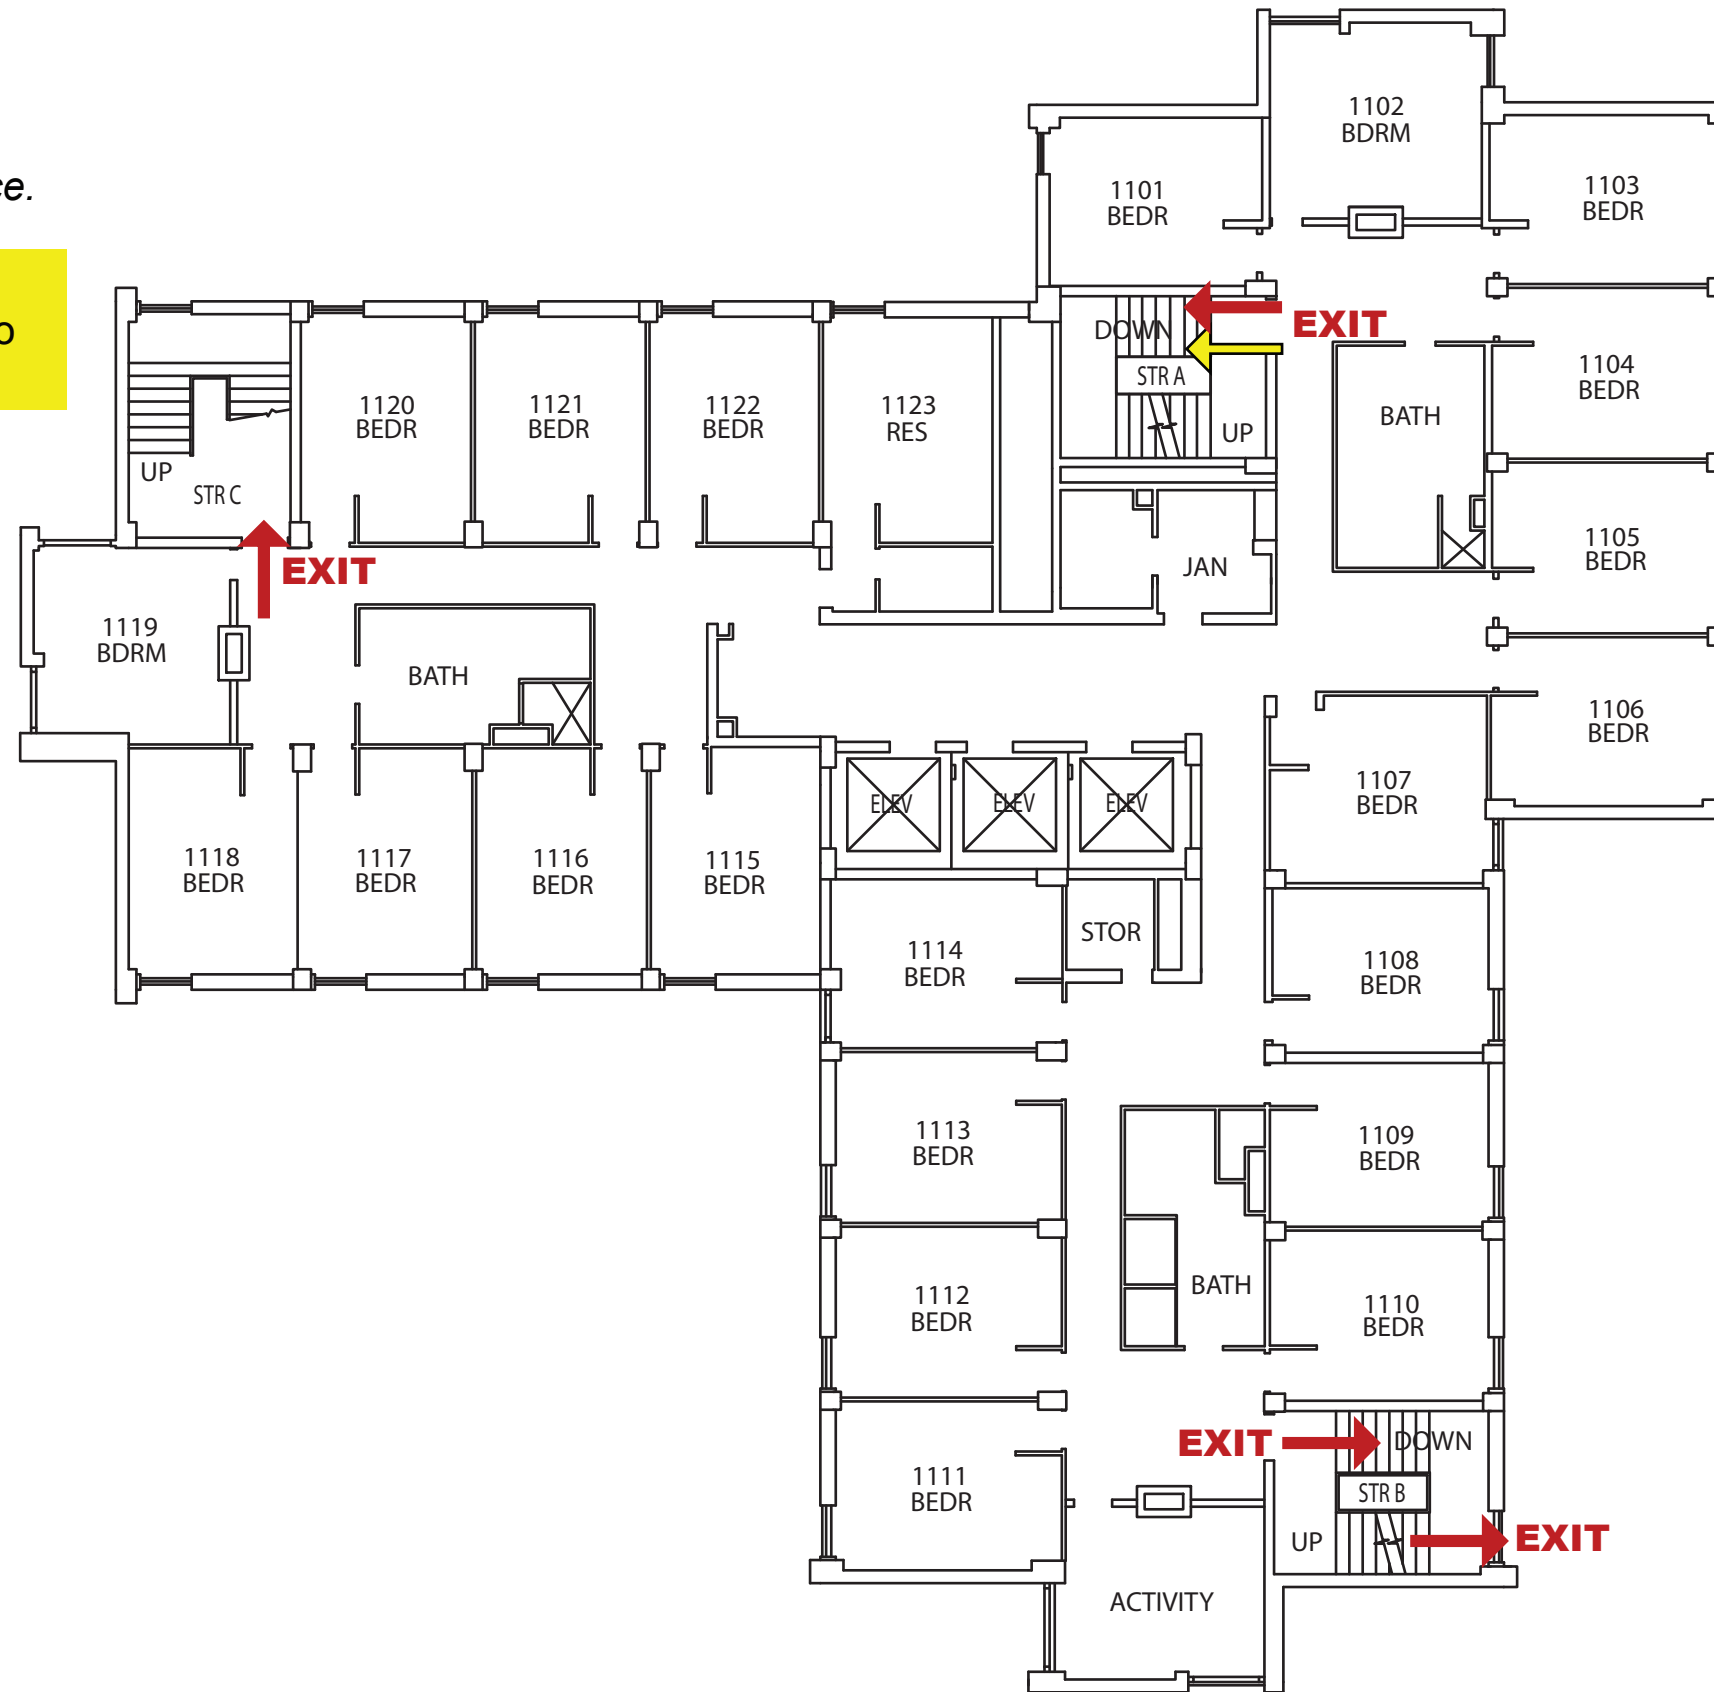 ce.
o
1102
BDRM
1101
BEDR
1103
BEDR
DOWN
EXIT
STR A
UP
1104
BEDR
BATH
1120
BEDR
1121
BEDR
1122
BEDR
1123
RES
UP
STR C
EXIT
1105
BEDR
JAN
1119
BDRM
BATH
1106
BEDR
1107
BEDR
ELEV
ELEV
ELEV
1118
BEDR
1117
BEDR
1116
BEDR
1115
BEDR
1114
BEDR
STOR
1108
BEDR
1113
BEDR
1109
BEDR
1112
BEDR
BATH
1110
BEDR
EXIT
DOWN
1111
BEDR
STR B
UP
EXIT
ACTIVITY